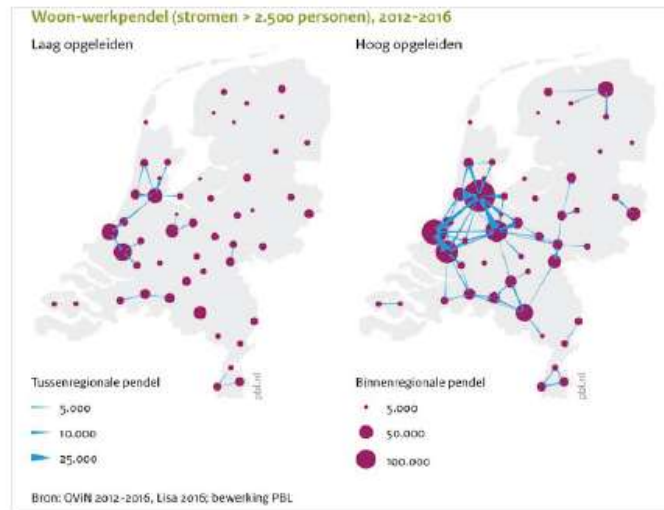 Woon-werkpendel (stromen > 2.500 personen), 2012-2016
Laag opgeleiden
Hoog opgeleiden
Tussenregionale pendel
5.000
10.000
25.000
pbl.nl
Binnenregionale pendel
5.000
50.000
100.000
pbl.nl
Bron: OViN 2012-2016, Lisa 2016; bewerking PBL